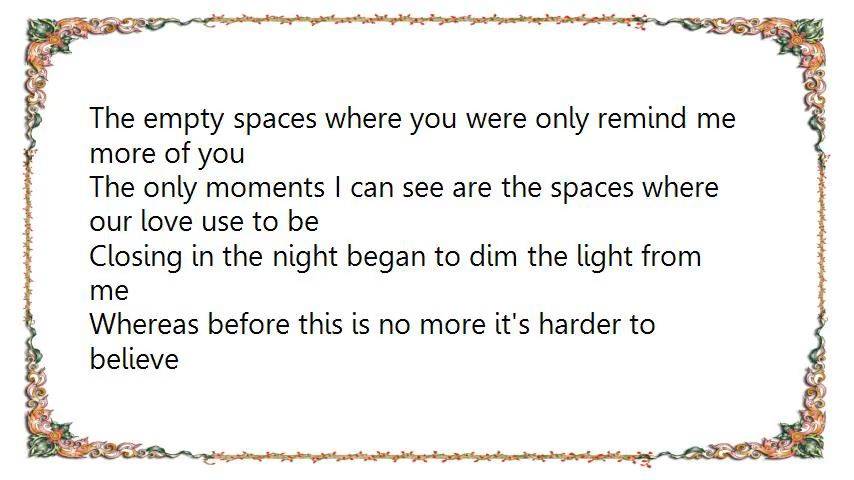 The empty spaces where you were only remind me
more of you
The only moments I can see are the spaces where
our love use to be
Closing in the night began to dim the light from
me
Whereas before this is no more it's harder to
believe